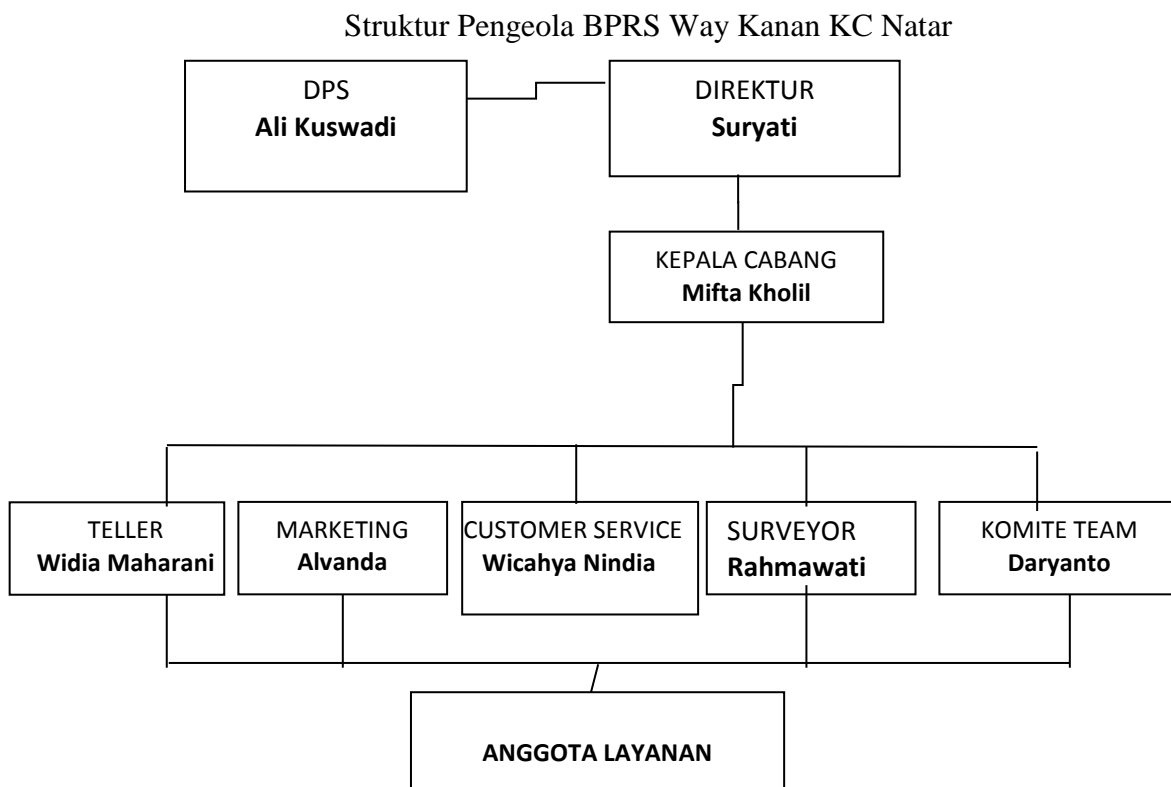 Struktur Pengeola BPRS Way Kanan KC Natar
DPS
Ali Kuswadi
DIREKTUR
Suryati
KEPALA CABANG
Mifta Kholil
TELLER
Widia Maharani
MARKETING
Alvanda
CUSTOMER SERVICE
Wicahya Nindia
SURVEYOR
Rahmawati
KOMITE TEAM
Daryanto
ANGGOTA LAYANAN